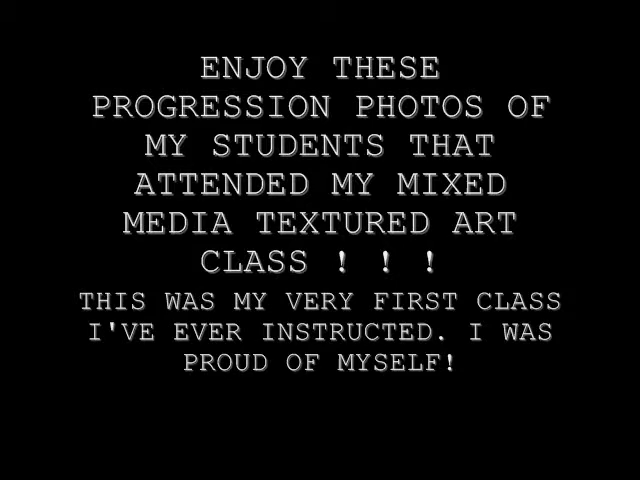 ENJOY THESE
PROGRESSION PHOTOS OF
MY STUDENTS THAT
ATTENDED MY MIXED
MEDIA TEXTURED ART
CLASS ! ! !
THIS WAS MY VERY FIRST CLASS
I'VE EVER INSTRUCTED. I WAS
PROUD OF MYSELF!